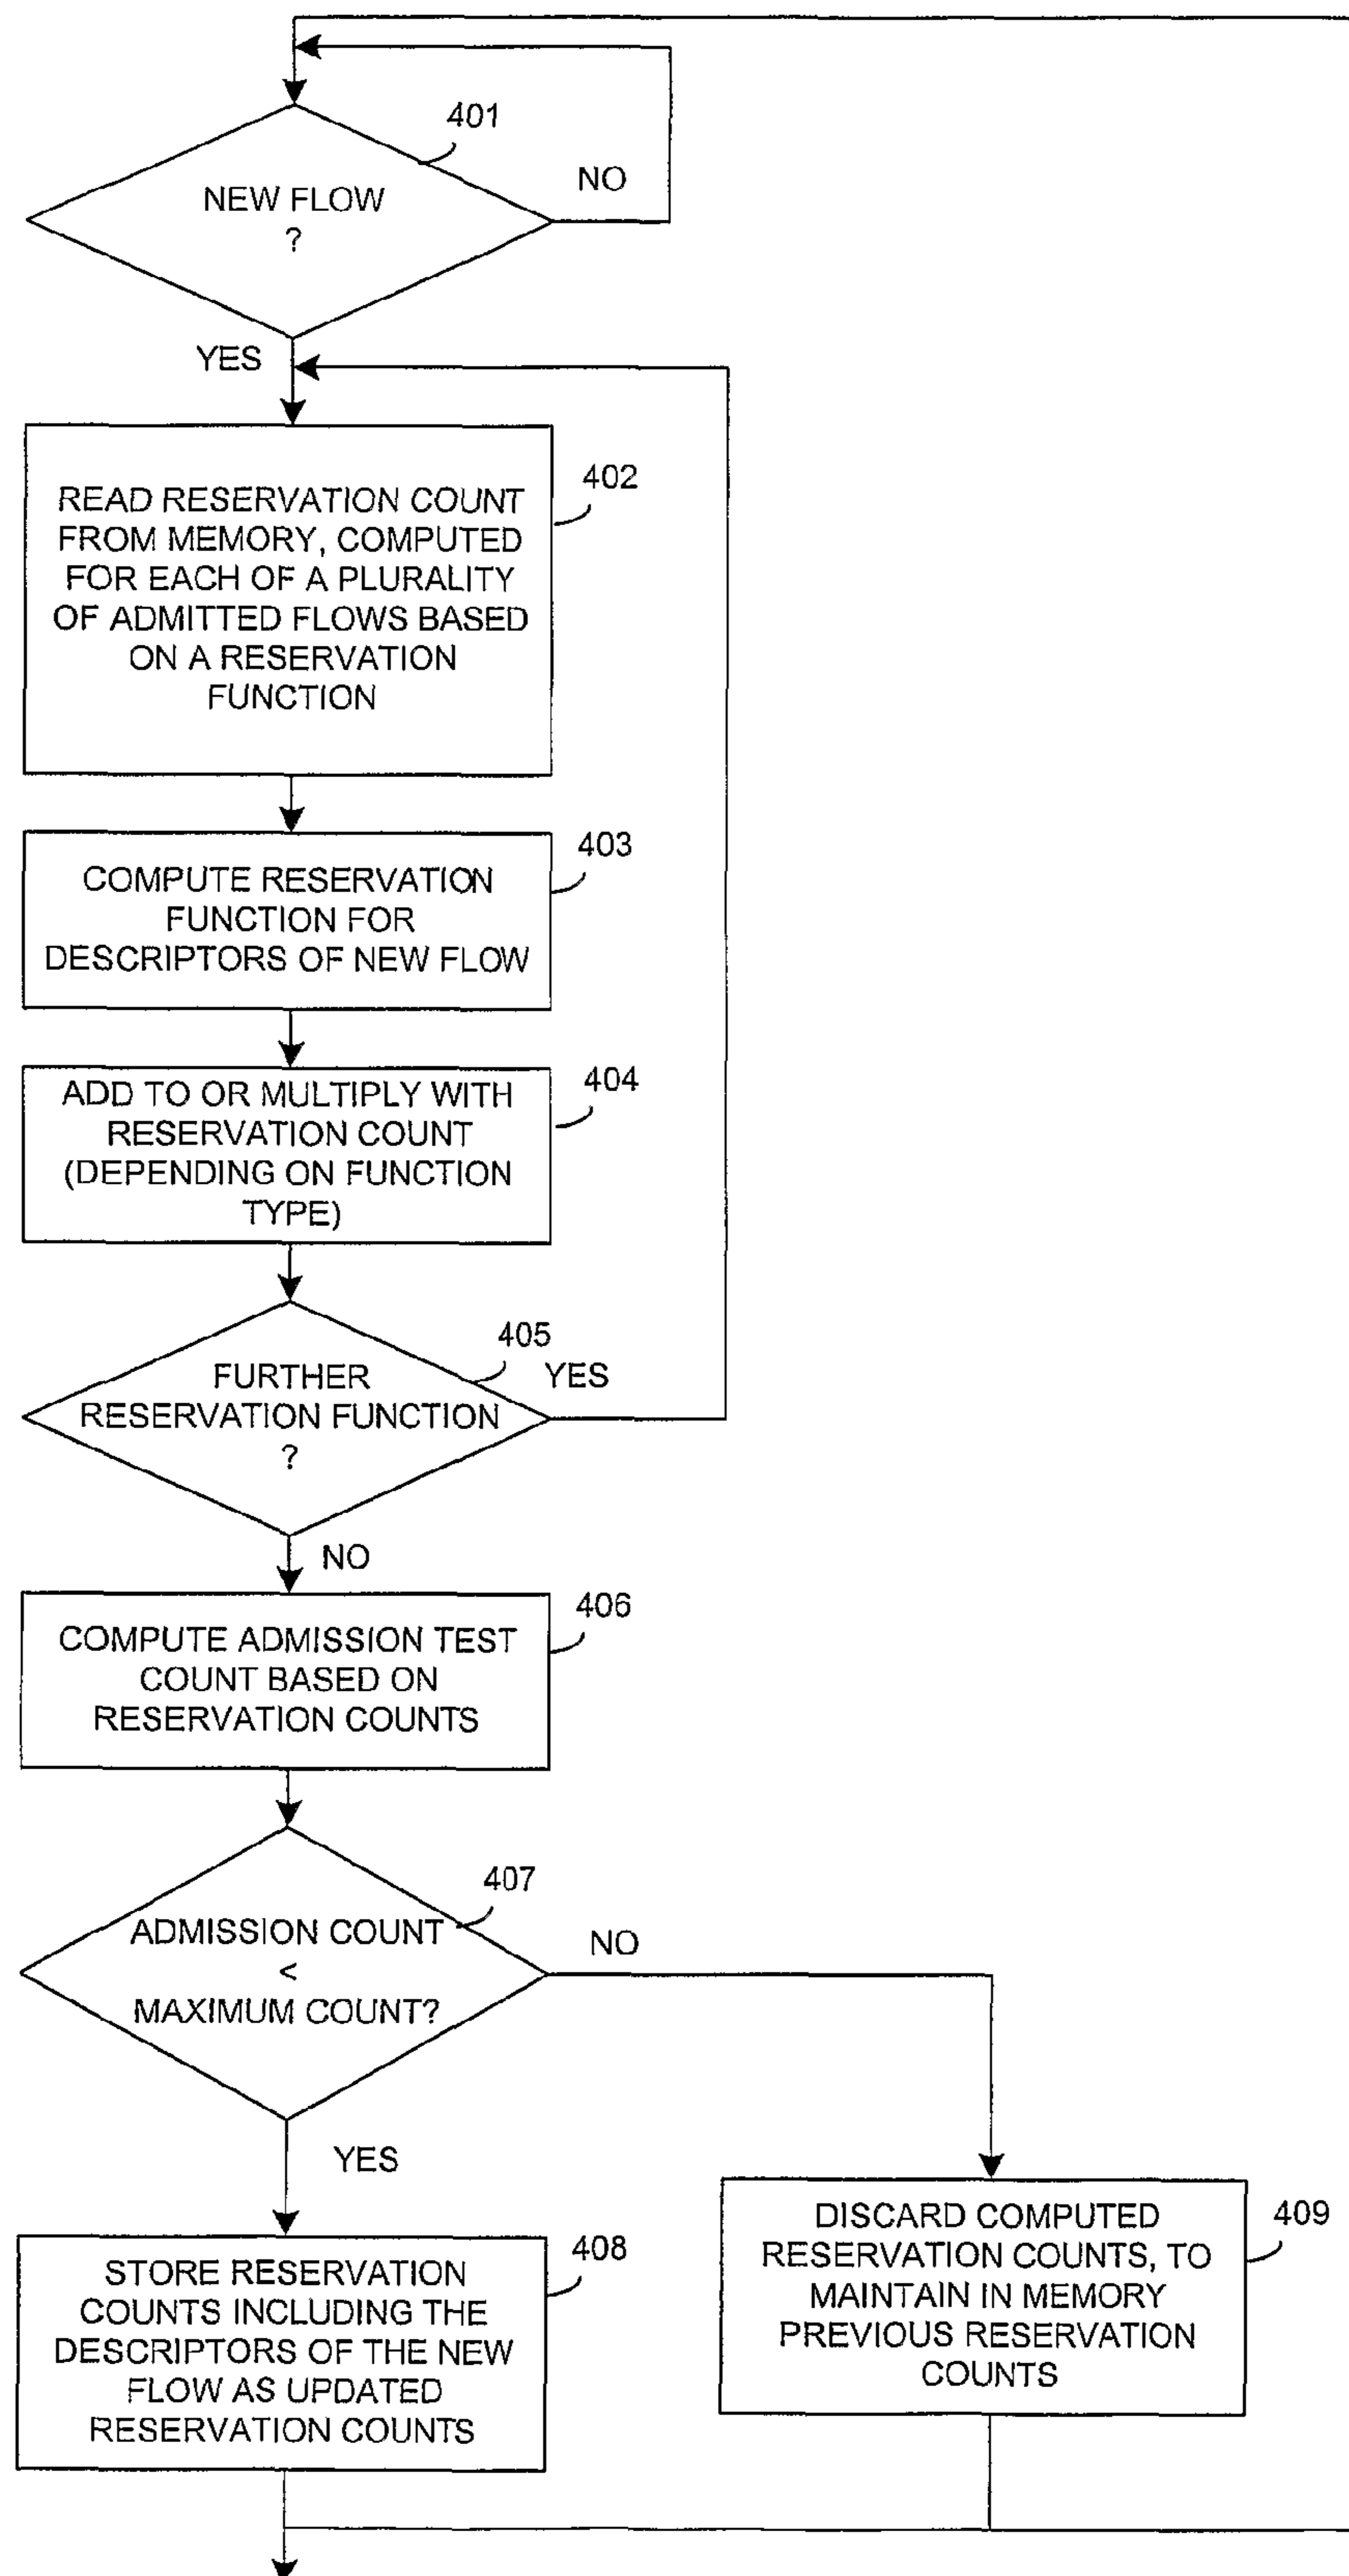 401
NEW FLOW
?
NO
YES
402
READ RESERVATION COUNT
FROM MEMORY, COMPUTED
FOR EACH OF A PLURALITY
OF ADMITTED FLOWS BASED
ON A RESERVATION
FUNCTION
403
COMPUTE RESERVATION
FUNCTION FOR
DESCRIPTORS OF NEW FLOW
404
ADD TO OR MULTIPLY WITH
RESERVATION COUNT
(DEPENDING ON FUNCTION
TYPE)
405
FURTHER
RESERVATION FUNCTION
?
YES
NO
406
COMPUTE ADMISSION TEST
COUNT BASED ON
RESERVATION COUNTS
407
ADMISSION COUNT
<
MAXIMUM COUNT?
NO
YES
408
STORE RESERVATION
COUNTS INCLUDING THE
DESCRIPTORS OF THE NEW
FLOW AS UPDATED
RESERVATION COUNTS
409
DISCARD COMPUTED
RESERVATION COUNTS, TO
MAINTAIN IN MEMORY
PREVIOUS RESERVATION
COUNTS